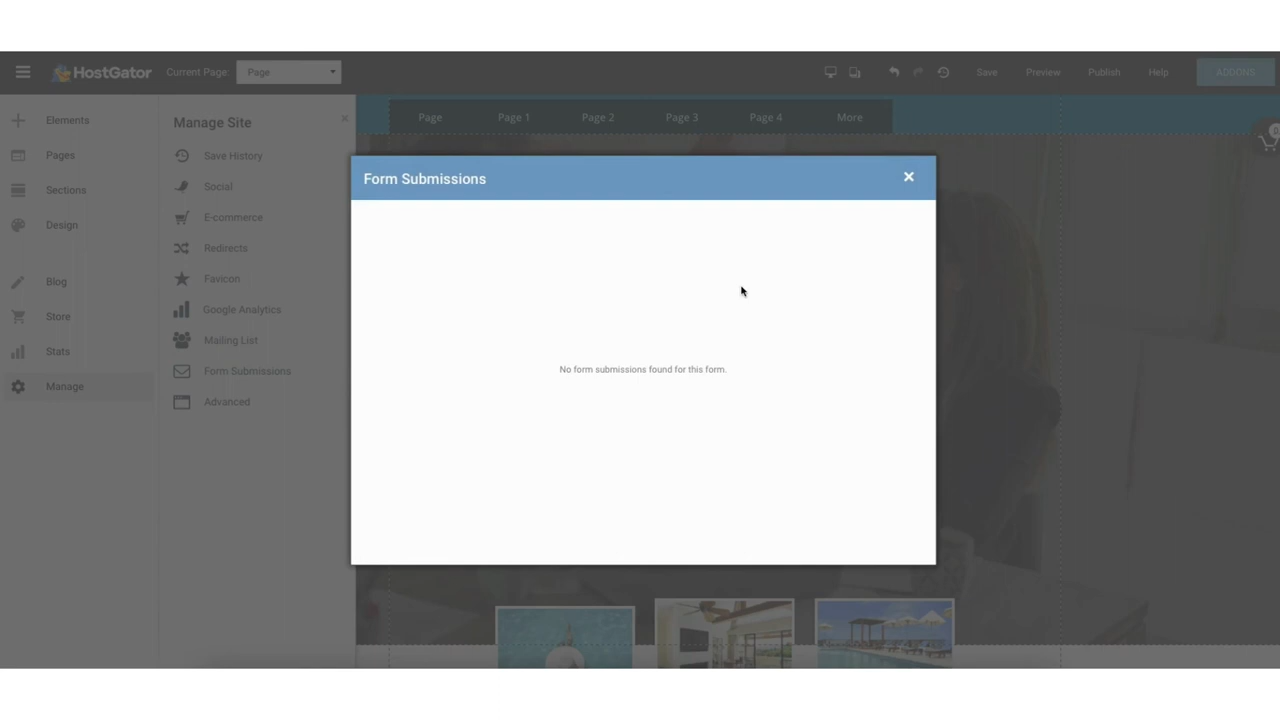 HostGator
Current Page:
Page
Save
Preview
Publish
Help
ADDONS
Elements
Pages
Sections
Design
Blog
Store
Stats
Manage
Manage Site
Save History
Social
E-commerce
Redirects
Favicon
Google Analytics
Mailing List
Form Submissions
Advanced
Page
Page 1
Page 2
Page 3
Page 4
More
Form Submissions
No form submissions found for this form.